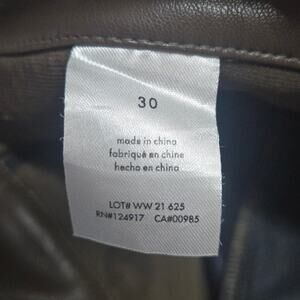 30
made in china
fabriqué en chine
hecho en china
LOT# WW 21 625
RN#124917 CA#00985